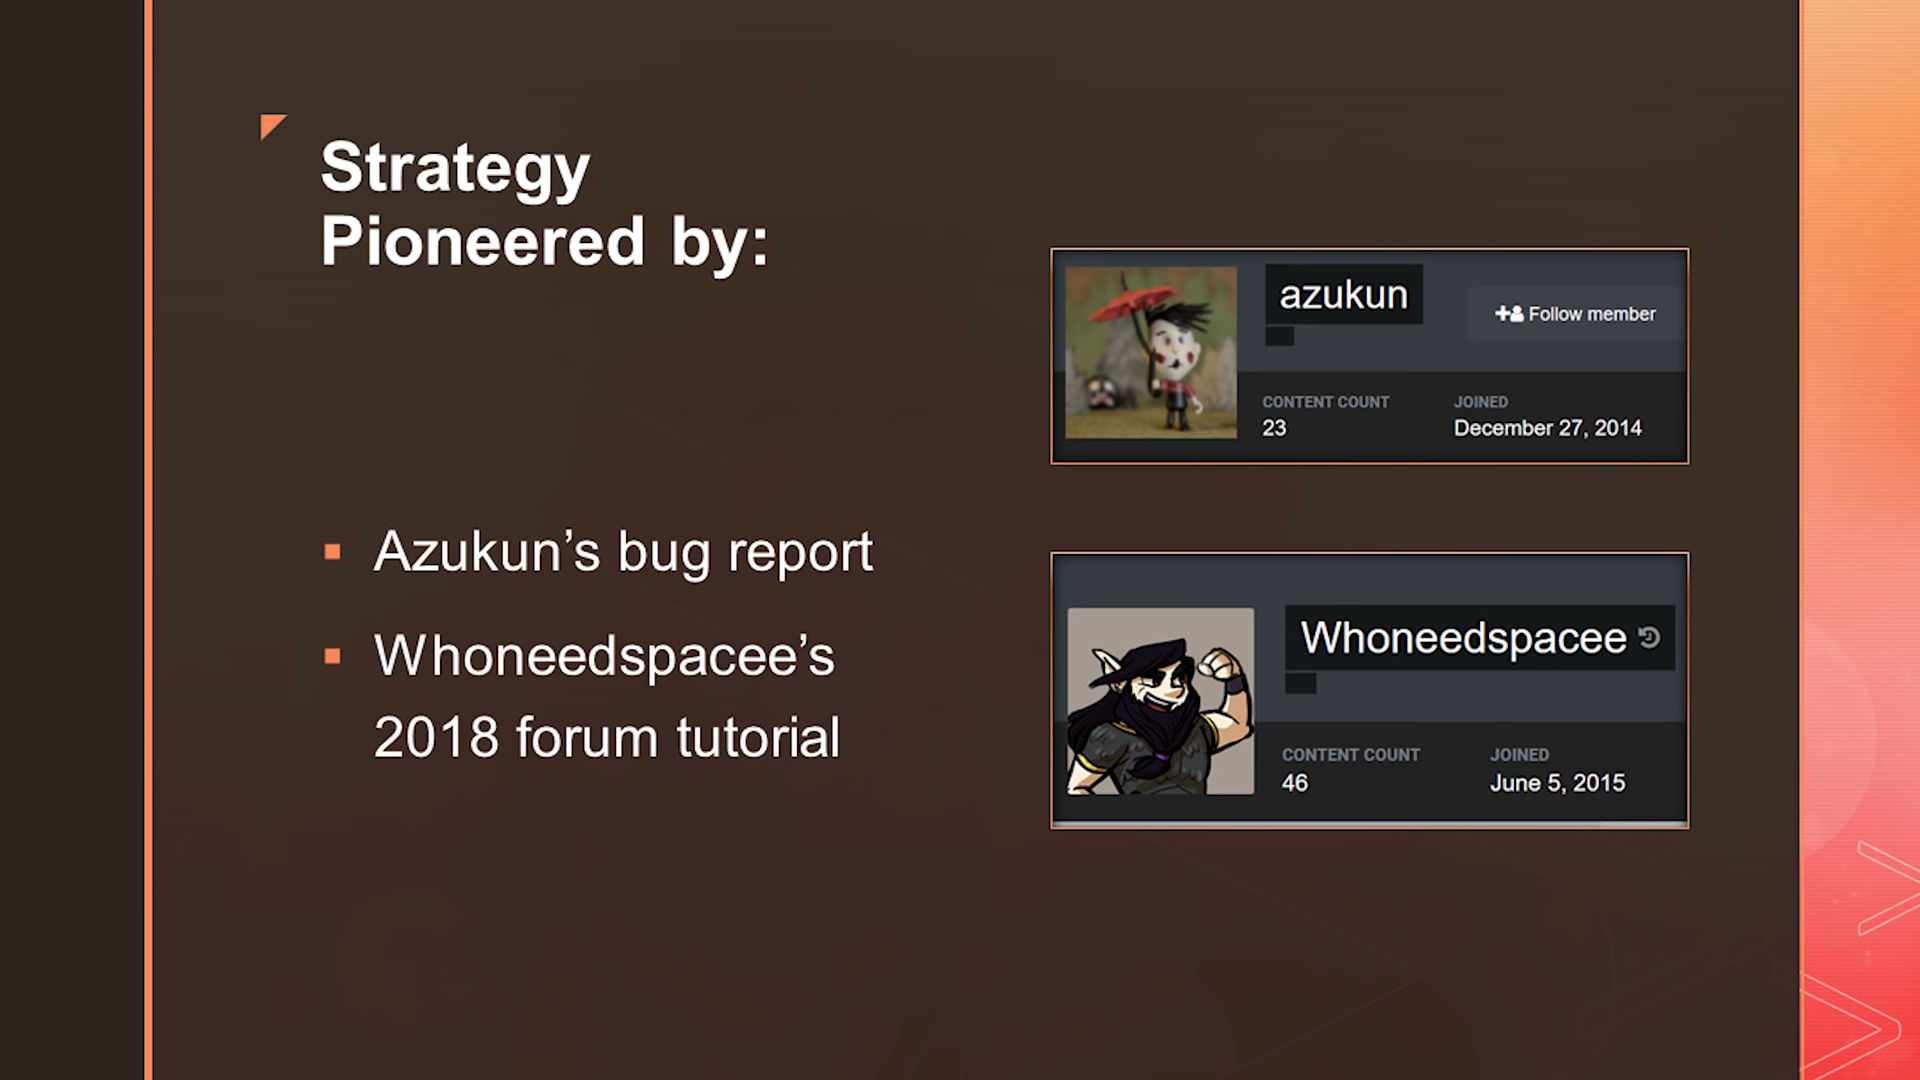 Strategy
Pioneered by:
Azukun’s bug report
Whoneedspacee’s
2018 forum tutorial
azukun
Follow member
CONTENT COUNT
23
JOINED
December 27, 2014
Whoneedspacee
CONTENT COUNT
46
JOINED
June 5, 2015